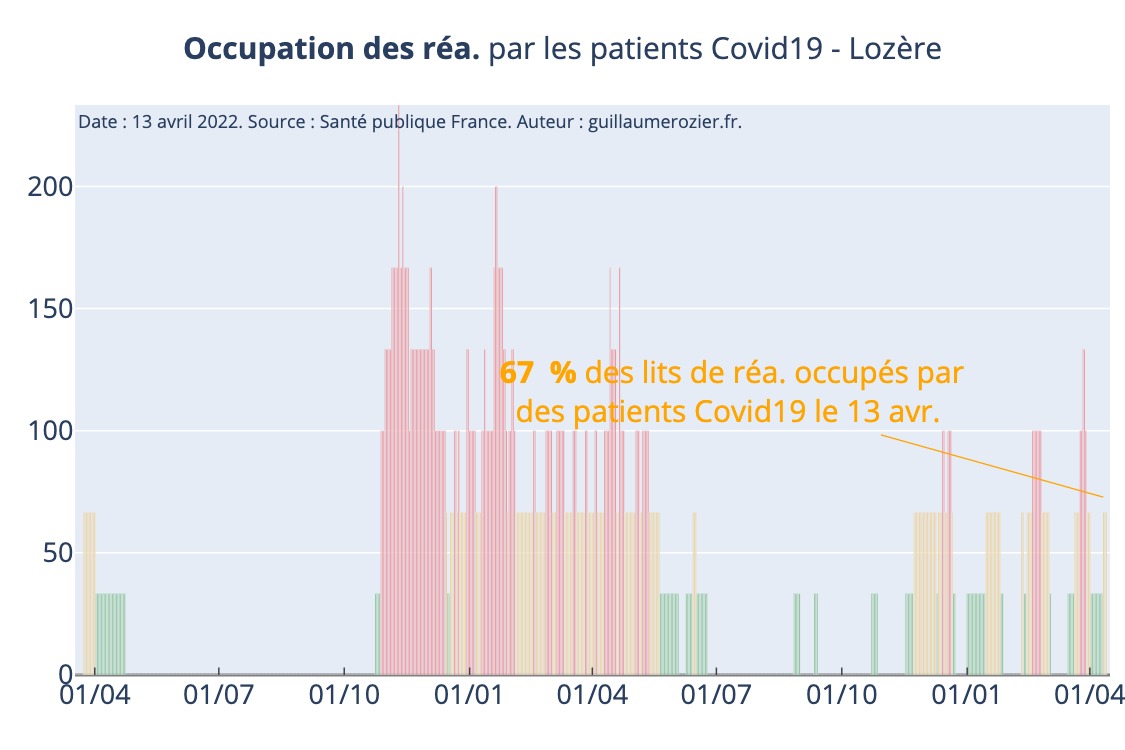 Occupation des réa. par les patients Covid19 - Lozère
Date : 13 avril 2022. Source : Santé publique France. Auteur : guillaumerozier.fr.
200
150
67 % des lits de réa. occupés par
des patients Covid19 le 13 avr.
100
50
0
01/04 01/07 01/10 01/01 01/04 01/07 01/10 01/01 01/04